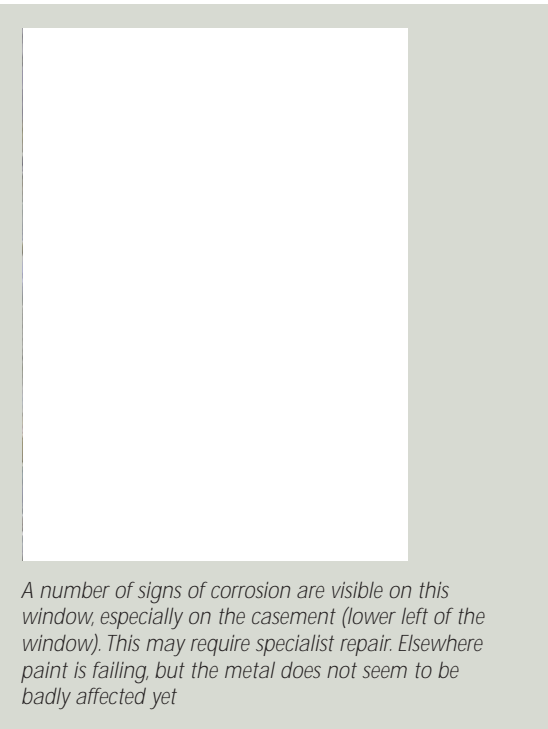 A number of signs of corrosion are visible on this
window, especially on the casement (lower left of the
window). This may require specialist repair. Elsewhere
paint is failing, but the metal does not seem to be
badly affected yet